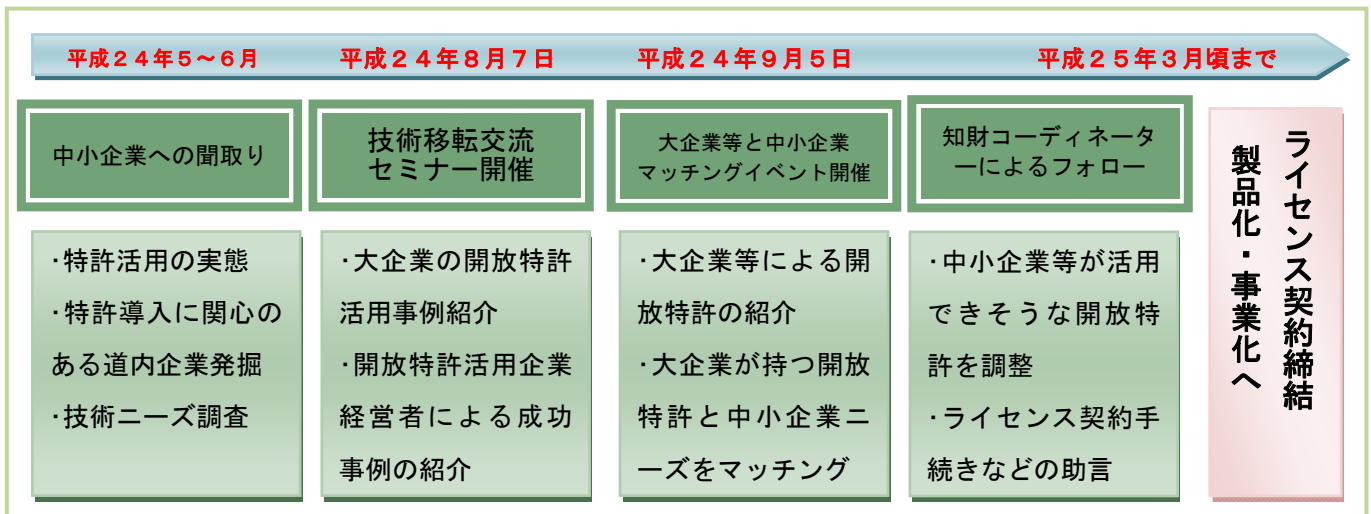 平成２４年５～６月
平成２４年８月７日
平成２４年９月５日
平成２５年３月頃まで
中小企業への聞取り
技術移転交流
セミナー開催
大企業等と中小企業
マッチングイベント開催
知財コーディネータ
ーによるフォロー
・特許活用の実態
・特許導入に関心の
ある道内企業発掘
・技術ニーズ調査
・大企業の開放特許
活用事例紹介
・開放特許活用企業
経営者による成功
事例の紹介
・大企業等による開
放特許の紹介
・大企業が持つ開放
特許と中小企業ニ
ーズをマッチング
・中小企業等が活用
できそうな開放特
許を調整
・ライセンス契約手
続きなどの助言
ライセンス契約締結
製品化・事業化へ